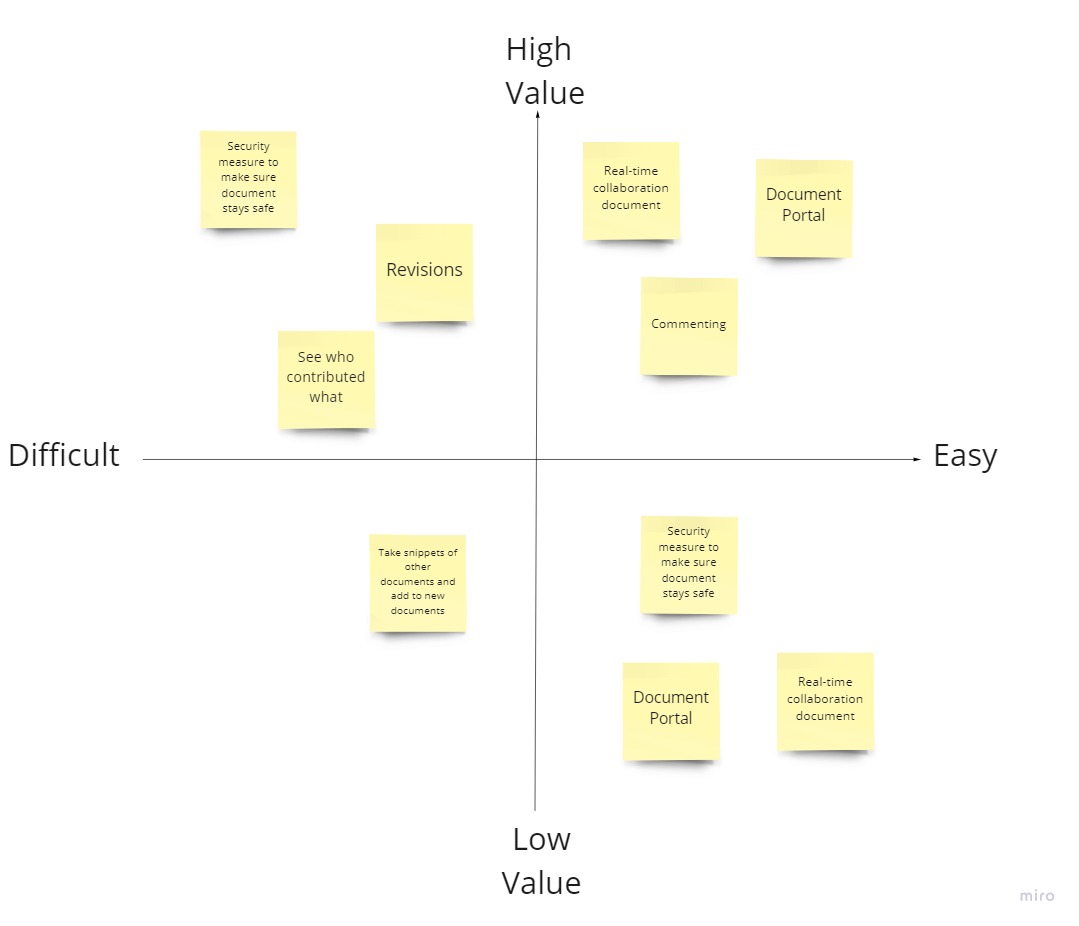 High
Value
Security
measure to
make sure
document
stays safe
Real-time
collaboration
document
Document
Portal
Revisions
Commenting
See who
contributed
what
Difficult
Easy
Take snippets of
other
documents and
add to new
documents
Security
measure to
make sure
document
stays safe
Document
Portal
Real-time
collaboration
document
Low
Value
miro